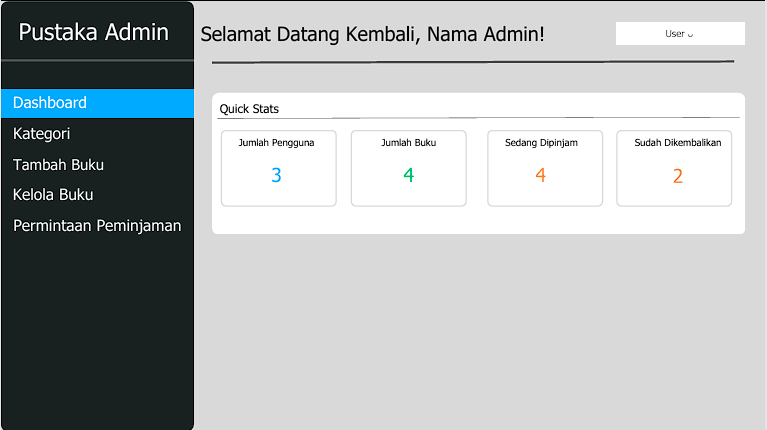 Pustaka Admin
Selamat Datang Kembali, Nama Admin!
User
Dashboard
Kategori
Tambah Buku
Kelola Buku
Permintaan Peminjaman
Quick Stats
Jumlah Pengguna
3
Jumlah Buku
4
Sedang Dipinjam
4
Sudah Dikembalikan
2